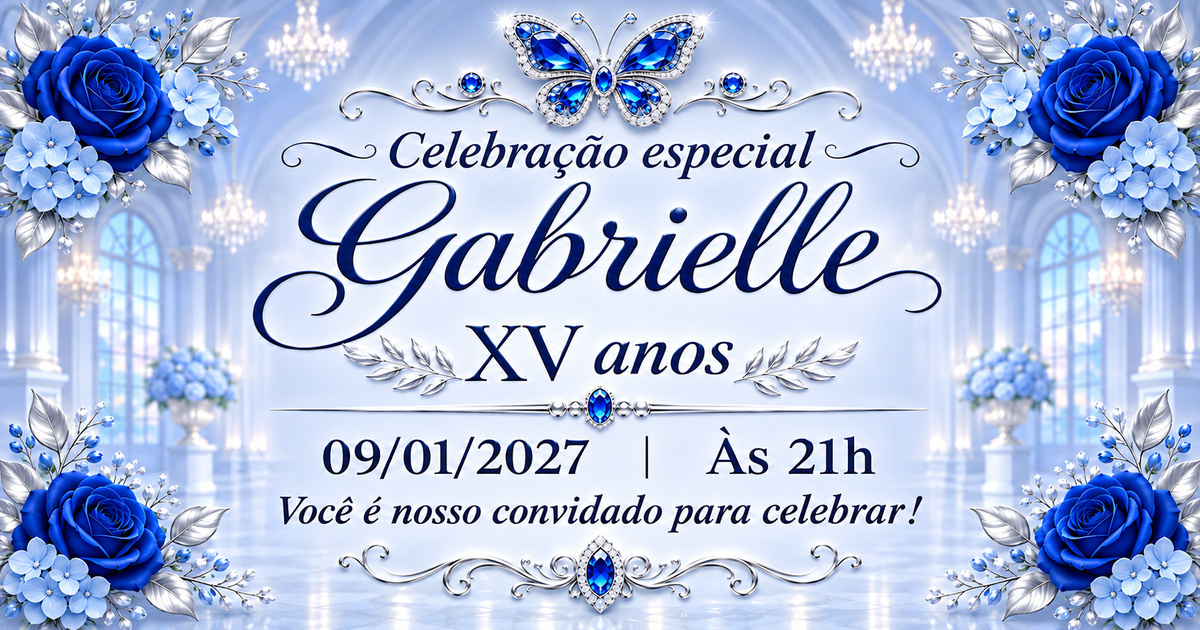 Celebração especial
Gabrielle
XV anos
09/01/2027 | Às 21h
Você é nosso convidado para celebrar!